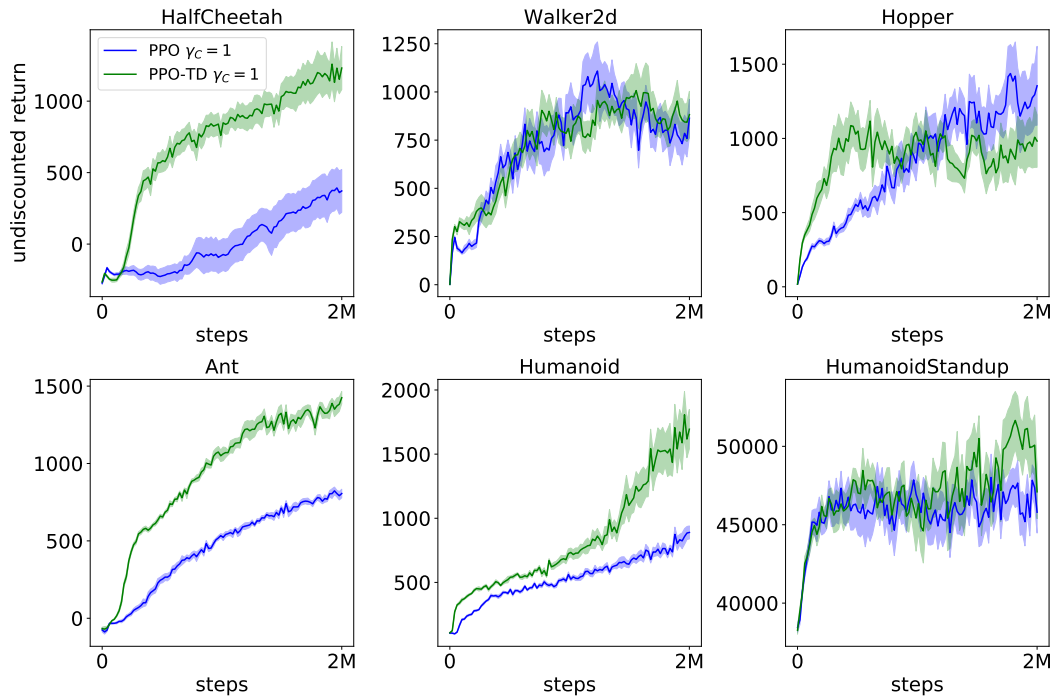 HalfCheetah
Walker2d
Hopper
undiscounted return
PPO γ_C = 1
PPO-TD γ_C = 1
1000
500
0
0
2M
steps
1250
1000
750
500
250
0
0
2M
steps
1500
1000
500
0
0
2M
steps
Ant
Humanoid
HumanoidStandup
1500
1000
500
0
0
2M
steps
2000
1500
1000
500
0
2M
steps
50000
45000
40000
0
2M
steps